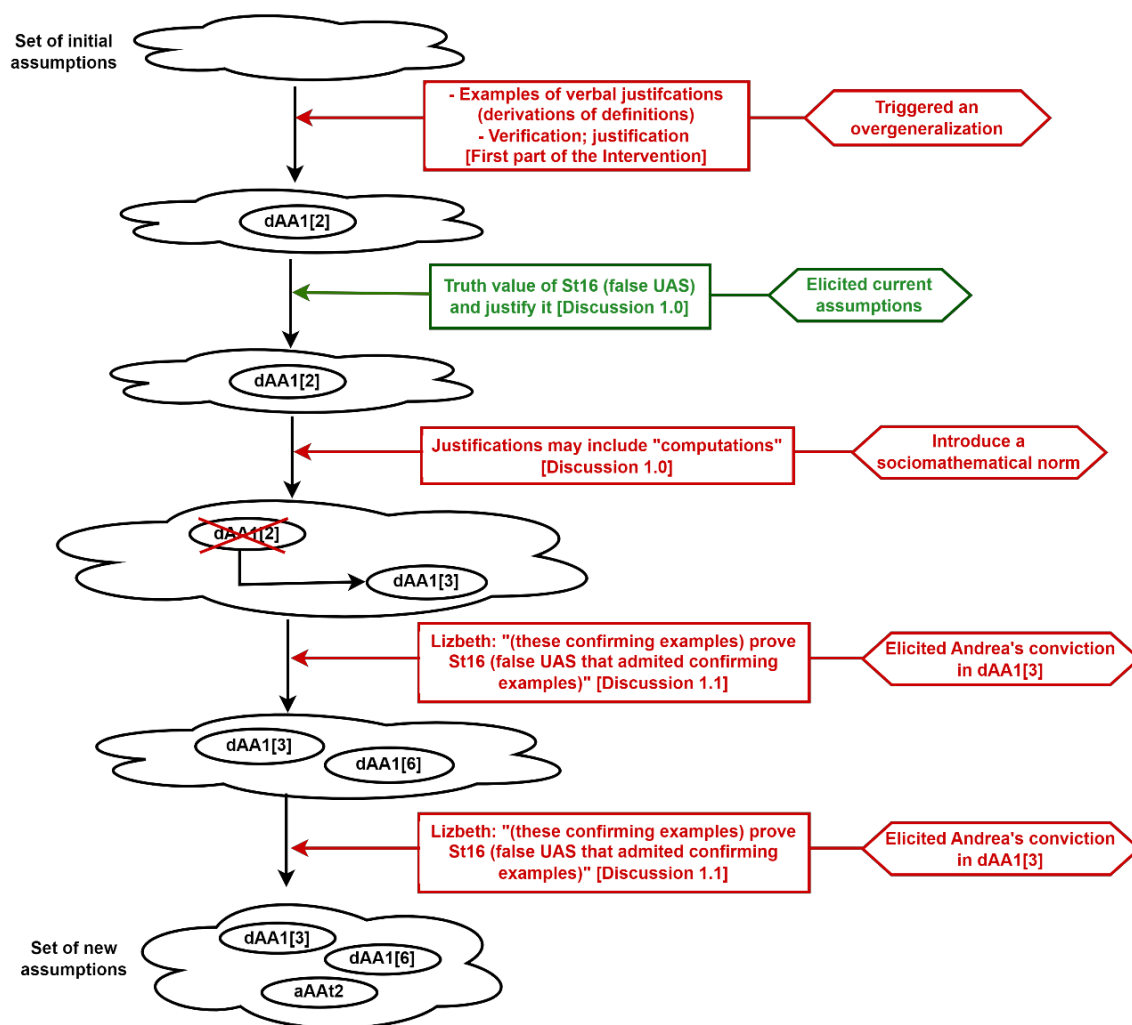 Set of initial
assumptions
- Examples of verbal justifcations
(derivations of definitions)
- Verification; justification
[First part of the Intervention]
Triggered an
overgeneralization
dAA1[2]
Truth value of St16 (false UAS)
and justify it [Discussion 1.0]
Elicited current
assumptions
dAA1[2]
Justifications may include "computations"
[Discussion 1.0]
Introduce a
sociomathematical norm
dAA1[2]
dAA1[3]
Lizbeth: "(these confirming examples) prove
St16 (false UAS that admited confirming
examples)" [Discussion 1.1]
Elicited Andrea's conviction
in dAA1[3]
dAA1[3]
dAA1[6]
Lizbeth: "(these confirming examples) prove
St16 (false UAS that admited confirming
examples)" [Discussion 1.1]
Elicited Andrea's conviction
in dAA1[3]
Set of new
assumptions
dAA1[3]
dAA1[6]
aAAt2